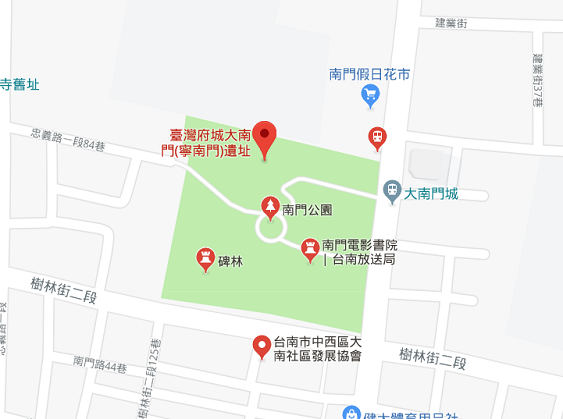 建業街
建業街37巷
南門假日花市
寺舊址
臺灣府城大南
門(寧南門)遺址
忠義路一段84巷
大南門城
南門公園
南門電影書院
| 台南放送局
碑林
樹林街二段
台南市中西區大
南社區發展協會
樹林街二段
南門路44巷
樹林街二段125巷